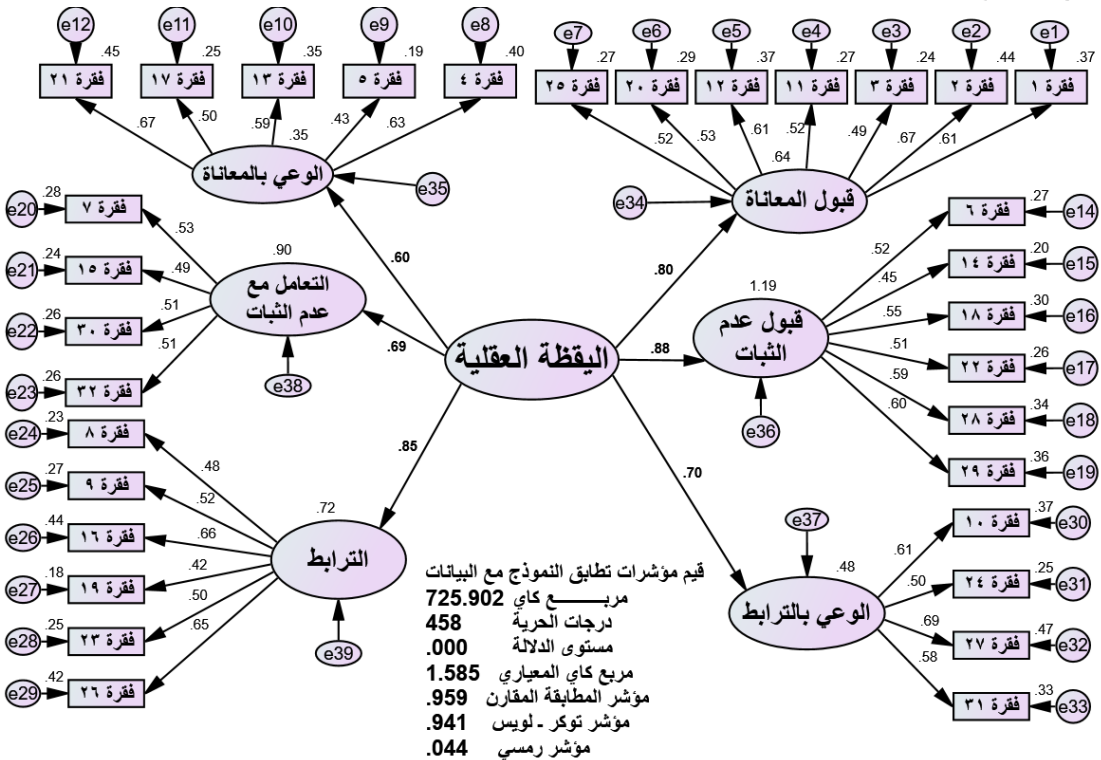 e12 e11 e10 e9 e8
.45 .25 .35 .19 .40
فقرة ٢١ فقرة ١٧ فقرة ١٣ فقرة ٥ فقرة ٤
.67 .50 .59 .43 .63
.35
الوعي بالمعاناة
e35
e7 e6 e5 e4 e3 e2 e1
.27 .29 .37 .27 .24 .44 .37
فقرة ٢٥ فقرة ٢٠ فقرة ١٢ فقرة ١١ فقرة ٣ فقرة ٢ فقرة ١
.52 .53 .61 .52 .49 .67 .61
.64
قبول المعاناة
e34
e20 .28 فقرة ٧ .53
e21 .24 فقرة ١٥ .49
e22 .26 فقرة ٣٠ .51
e23 .26 فقرة ٣٢ .51
.90
التعامل مع
عدم الثبات
e38
.60
.69
.80
.88
.85
.70
اليقظة العقلية
1.19
قبول عدم
الثبات
e36
.52 فقرة ٦ .27 e14
.45 فقرة ١٤ .20 e15
.55 فقرة ١٨ .30 e16
.51 فقرة ٢٢ .26 e17
.59 فقرة ٢٨ .34 e18
.60 فقرة ٢٩ .36 e19
e24 .23 فقرة ٨ .48
e25 .27 فقرة ٩ .52
e26 .44 فقرة ١٦ .66
e27 .18 فقرة ١٩ .42
e28 .25 فقرة ٢٣ .50
e29 .42 فقرة ٢٦ .65
.72
الترابط
e39
e37
.48
الوعي بالترابط
.61 فقرة ١٠ .37 e30
.50 فقرة ٢٤ .25 e31
.69 فقرة ٢٧ .47 e32
.58 فقرة ٣١ .33 e33
قيم مؤشرات تطابق النموذج مع البيانات
مربـــــــع كاي 725.902
درجات الحرية 458
مستوى الدلالة .000
مربع كاي المعياري 1.585
مؤشر المطابقة المقارن .959
مؤشر توكر ـ لويس .941
مؤشر رمسي .044